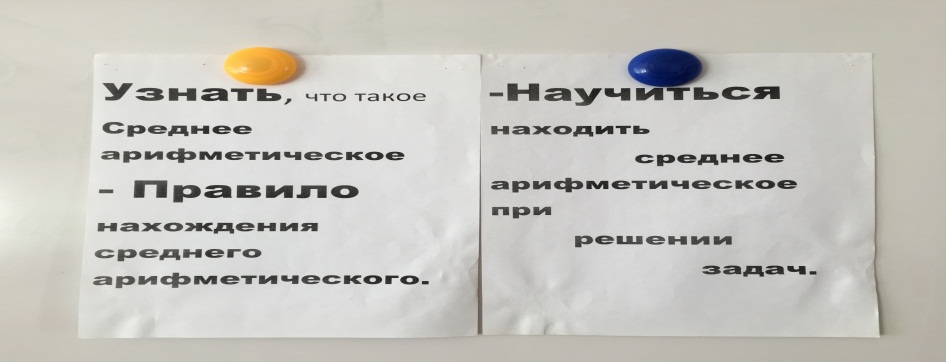 Узнать, что такое
Среднее
арифметическое
- Правило
нахождения
среднего
арифметического.
-Научиться
находить
среднее
арифметическое
при
решении
задач.